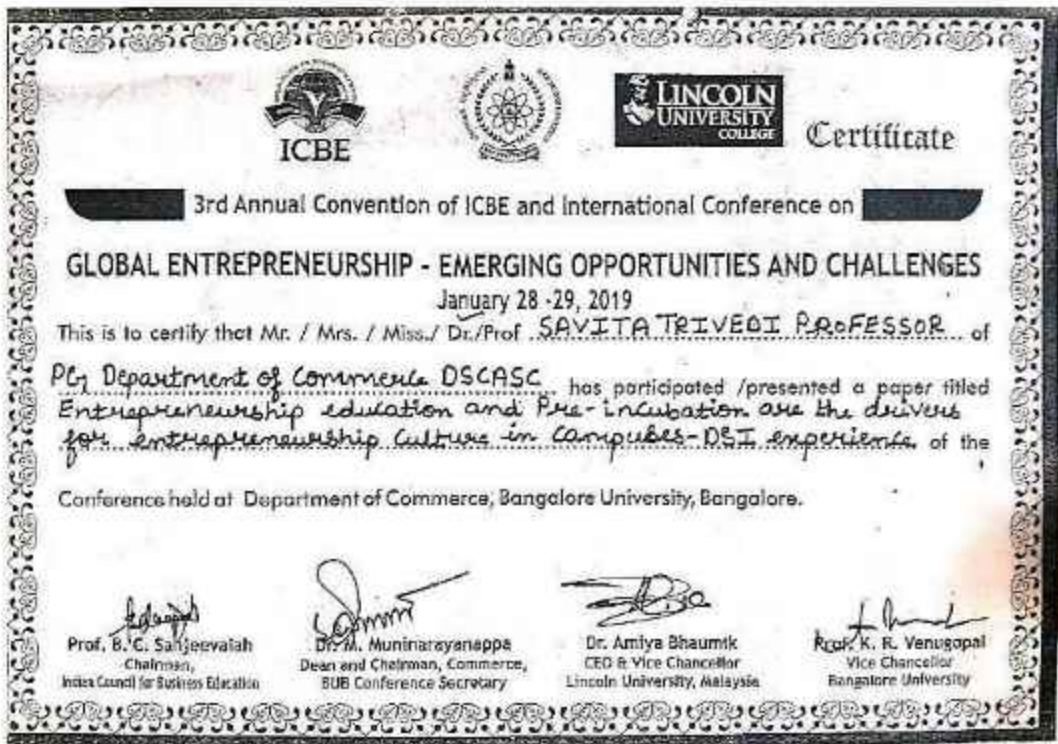 ICBE
LINCOLN
UNIVERSITY
COLLEGE
Certificate
3rd Annual Convention of ICBE and International Conference on
GLOBAL ENTREPRENEURSHIP - EMERGING OPPORTUNITIES AND CHALLENGES
January 28 -29, 2019
This is to certify that Mr. / Mrs. / Miss./ Dr./Prof SAVITA TRIVEDI PROFESSOR of
PG Department of Commerce DSCASC has participated /presented a paper titled
Entrepreneurship education and Pre-incubation are the drivers
for entrepreneurship culture in campuses-DSI experience of the
Conference held at Department of Commerce, Bangalore University, Bangalore.
Prof. B. C. Sanjeevaiah
Chairman,
Indian Council for Business Education
Dr. M. Muninarayanappa
Dean and Chairman, Commerce,
BUB Conference Secretary
Dr. Amiya Bhaumik
CEO & Vice Chancellor
Lincoln University, Malaysia
Prof. K. R. Venugopal
Vice Chancellor
Bangalore University